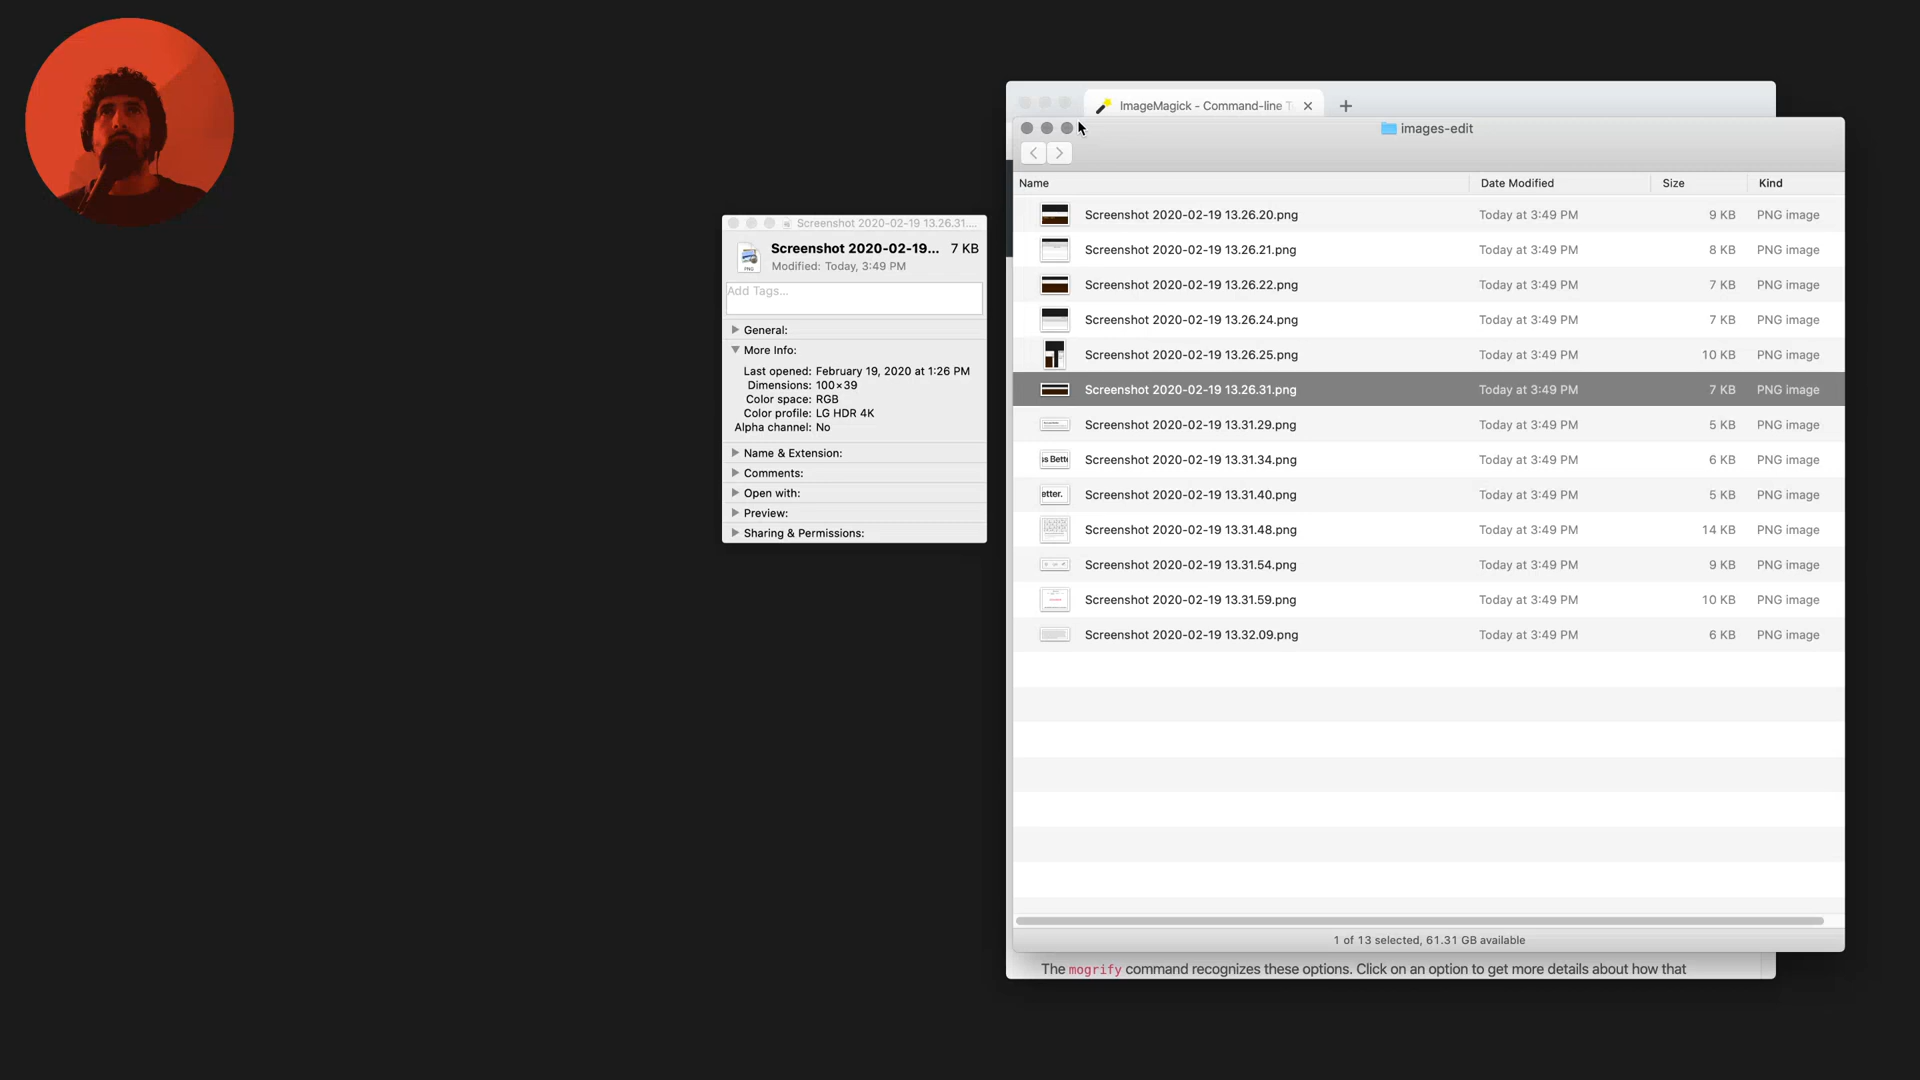 ImageMagick - Command-line T
images-edit
Name Date Modified Size Kind
Screenshot 2020-02-19 13.26.20.png Today at 3:49 PM 9 KB PNG image
Screenshot 2020-02-19 13.26.21.png Today at 3:49 PM 8 KB PNG image
Screenshot 2020-02-19 13.26.22.png Today at 3:49 PM 7 KB PNG image
Screenshot 2020-02-19 13.26.24.png Today at 3:49 PM 7 KB PNG image
Screenshot 2020-02-19 13.26.25.png Today at 3:49 PM 10 KB PNG image
Screenshot 2020-02-19 13.26.31.png Today at 3:49 PM 7 KB PNG image
Screenshot 2020-02-19 13.31.29.png Today at 3:49 PM 5 KB PNG image
ss Bette Screenshot 2020-02-19 13.31.34.png Today at 3:49 PM 6 KB PNG image
etter. Screenshot 2020-02-19 13.31.40.png Today at 3:49 PM 5 KB PNG image
Screenshot 2020-02-19 13.31.48.png Today at 3:49 PM 14 KB PNG image
Screenshot 2020-02-19 13.31.54.png Today at 3:49 PM 9 KB PNG image
Screenshot 2020-02-19 13.31.59.png Today at 3:49 PM 10 KB PNG image
Screenshot 2020-02-19 13.32.09.png Today at 3:49 PM 6 KB PNG image
1 of 13 selected, 61.31 GB available
The mogrify command recognizes these options. Click on an option to get more details about how that
Screenshot 2020-02-19 13.26.31....
Screenshot 2020-02-19... 7 KB
Modified: Today, 3:49 PM
PNG
Add Tags...
General:
More Info:
Last opened: February 19, 2020 at 1:26 PM
Dimensions: 100×39
Color space: RGB
Color profile: LG HDR 4K
Alpha channel: No
Name & Extension:
Comments:
Open with:
Preview:
Sharing & Permissions: